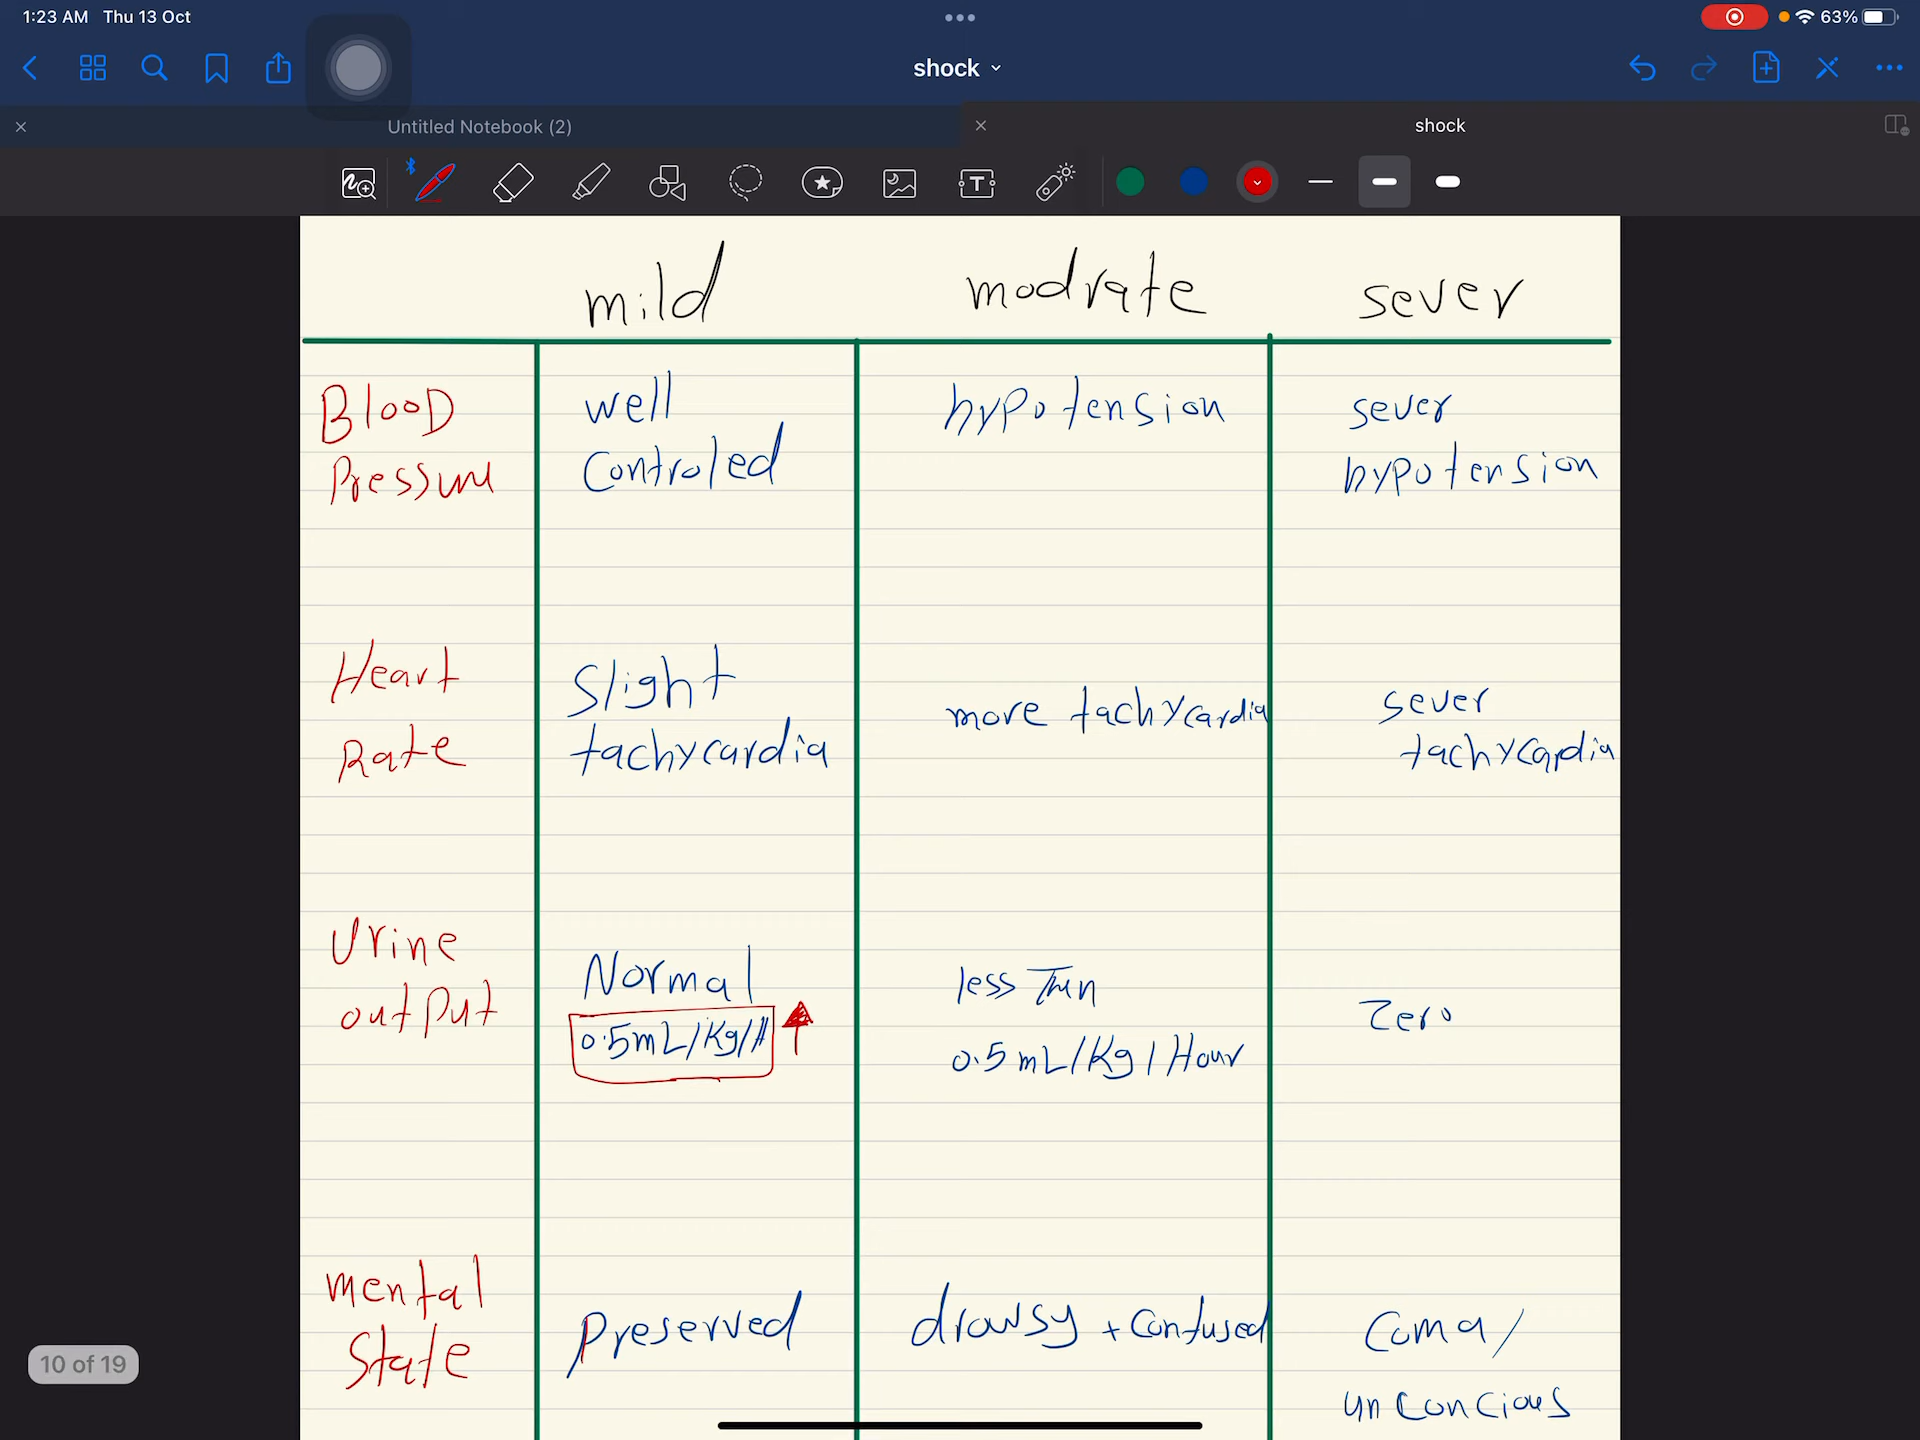 1:23 AM Thu 13 Oct
63%
shock
Untitled Notebook (2)
shock
mild modrate sever
Blood
Pressure
well
Controled
hypotension
sever
hypotension
Heart
Rate
Slight
tachycardia
more tachycardia
sever
tachycardia
Urine
outPut
Normal
0.5mL/Kg/H
less Than
0.5 mL/Kg/Hour
Zero
mental
State
Preserved
drowsy + Confused
Coma/
unconcious
10 of 19